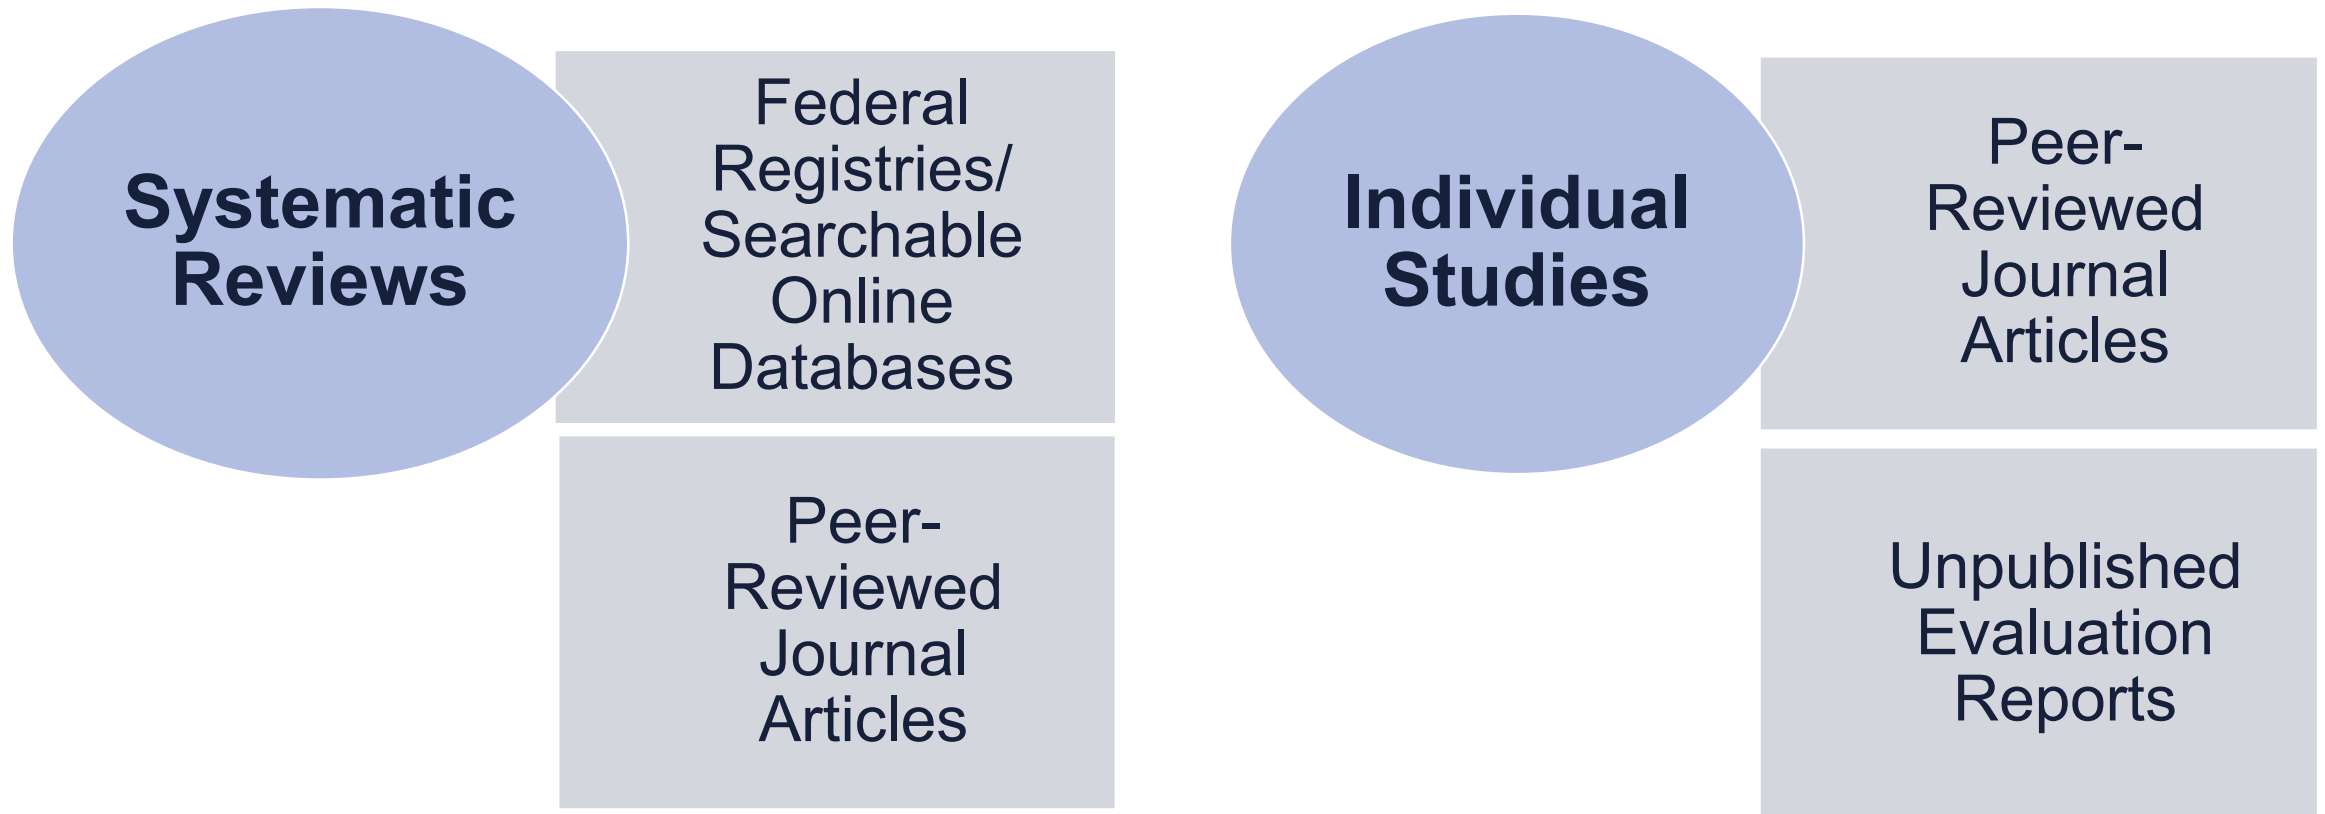 Systematic
Reviews
Federal
Registries/
Searchable
Online
Databases
Peer-
Reviewed
Journal
Articles
Individual
Studies
Peer-
Reviewed
Journal
Articles
Unpublished
Evaluation
Reports